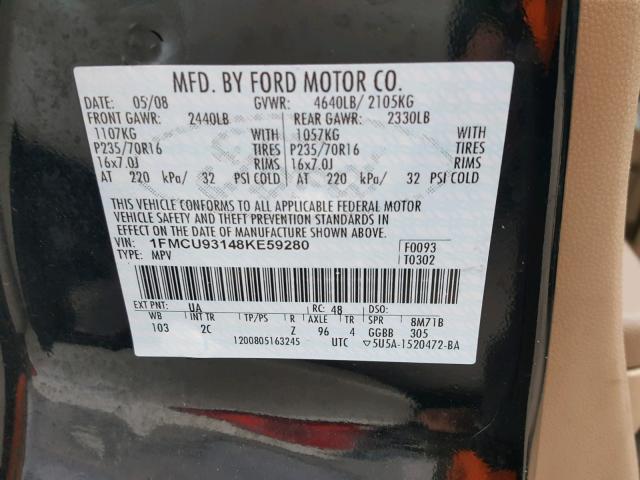 MFD. BY FORD MOTOR CO.
DATE: 05/08 GVWR: 4640LB/ 2105KG
FRONT GAWR: 2440LB REAR GAWR: 2330LB
1107KG WITH 1057KG WITH
P235/70R16 TIRES P235/70R16 TIRES
16x7.0J RIMS 16x7.0J RIMS
AT 220 kPa/ 32 PSI COLD AT 220 kPa/ 32 PSI COLD
THIS VEHICLE CONFORMS TO ALL APPLICABLE FEDERAL MOTOR
VEHICLE SAFETY AND THEFT PREVENTION STANDARDS IN
EFFECT ON THE DATE OF MANUFACTURE SHOWN ABOVE.
VIN: 1FMCU93148KE59280 F0093
TYPE: MPV T0302
EXT PNT: UA RC: 48 DSO:
WB INT TR TP/PS R AXLE TR SPR 8M71B
103 2C Z 96 4 GGBB 305
1200805163245 UTC ▽5U5A-1520472-BA